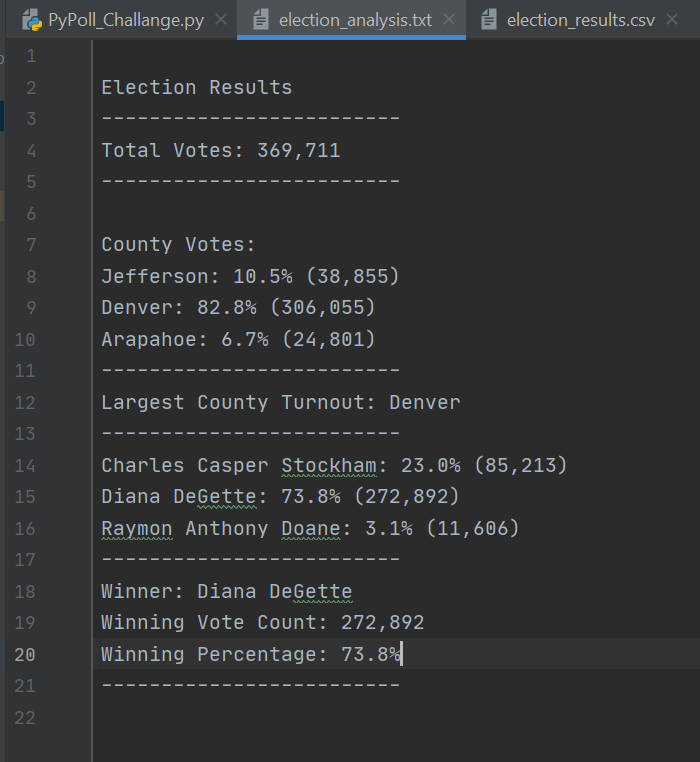 PyPoll_Challange.py election_analysis.txt election_results.csv
1
2 Election Results
3 -------------------------
4 Total Votes: 369,711
5 -------------------------
6
7 County Votes:
8 Jefferson: 10.5% (38,855)
9 Denver: 82.8% (306,055)
10 Arapahoe: 6.7% (24,801)
11 -------------------------
12 Largest County Turnout: Denver
13 -------------------------
14 Charles Casper Stockham: 23.0% (85,213)
15 Diana DeGette: 73.8% (272,892)
16 Raymon Anthony Doane: 3.1% (11,606)
17 -------------------------
18 Winner: Diana DeGette
19 Winning Vote Count: 272,892
20 Winning Percentage: 73.8%
21 -------------------------
22